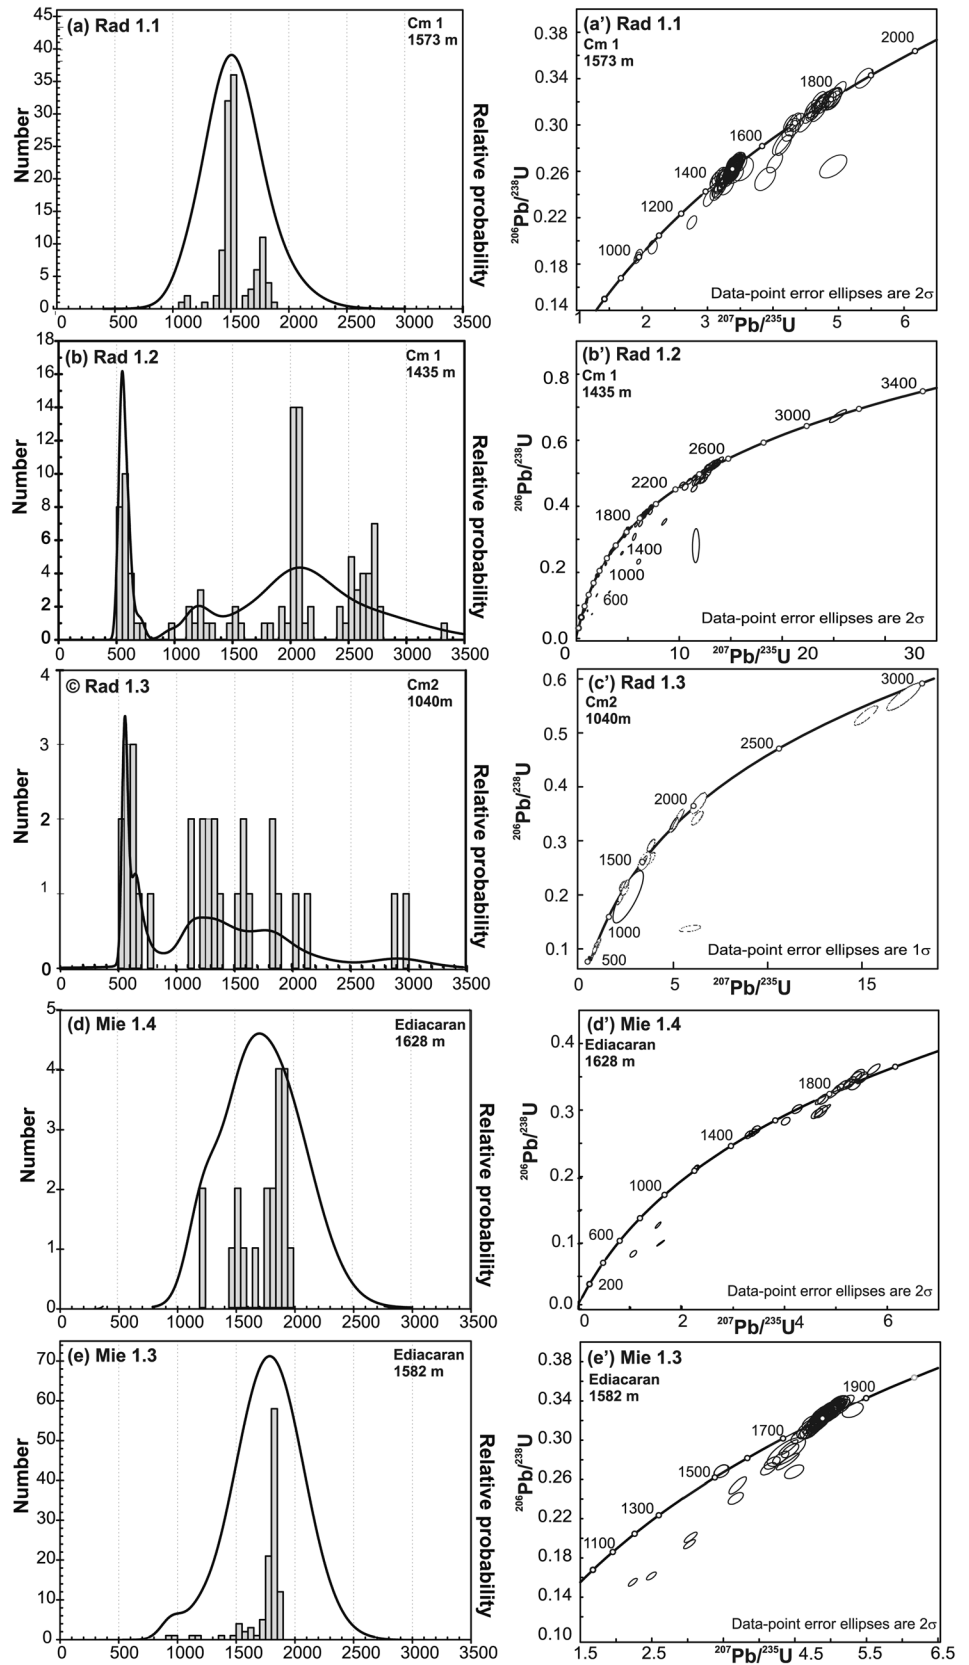 (a) Rad 1.1
Cm 1
1573 m
45
40
35
30
25
20
15
10
5
0
Number
Relative probability
0 500 1000 1500 2000 2500 3000 3500
(a') Rad 1.1
Cm 1
1573 m
0.38
0.34
0.30
0.26
0.22
0.18
0.14
206Pb/238U
2000
1800
1600
1400
1200
1000
Data-point error ellipses are 2σ
1 2 3 5 6
207Pb/235U
(b) Rad 1.2
Cm 1
1435 m
18
16
14
12
10
8
6
4
2
0
Number
Relative probability
0 500 1000 1500 2000 2500 3000 3500
(b') Rad 1.2
Cm 1
1435 m
0.8
0.6
0.4
0.2
0.0
206Pb/238U
3400
3000
2600
2200
1800
1400
1000
600
Data-point error ellipses are 2σ
0 10 20 30
207Pb/235U
© Rad 1.3
Cm2
1040m
4
3
2
1
0
Number
Relative probability
0 500 1000 1500 2000 2500 3000 3500
(c') Rad 1.3
Cm2
1040m
0.6
0.5
0.4
0.3
0.2
0.1
206Pb/238U
3000
2500
2000
1500
1000
500
Data-point error ellipses are 1σ
0 5 15
207Pb/235U
(d) Mie 1.4
Ediacaran
1628 m
5
4
3
2
1
0
Number
Relative probability
0 500 1000 1500 2000 2500 3000 3500
(d') Mie 1.4
Ediacaran
1628 m
0.4
0.3
0.2
0.1
0.0
206Pb/238U
1800
1400
1000
600
200
Data-point error ellipses are 2σ
2 4 6
207Pb/235U
(e) Mie 1.3
Ediacaran
1582 m
70
60
50
40
30
20
10
0
Number
Relative probability
0 500 1000 1500 2000 2500 3000 3500
(e') Mie 1.3
Ediacaran
1582 m
0.38
0.34
0.30
0.26
0.22
0.18
0.14
0.10
206Pb/238U
1900
1700
1500
1300
1100
Data-point error ellipses are 2σ
1.5 2.5 4.5 5.5 6.5
207Pb/235U